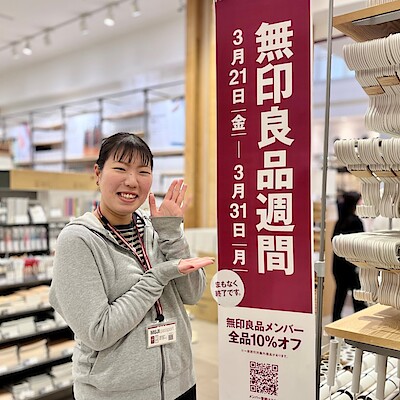 無印良品週間
3月21日(金)―3月31日(月)
まもなく
終了です。
無印良品メンバー
全品10%オフ
MUJI